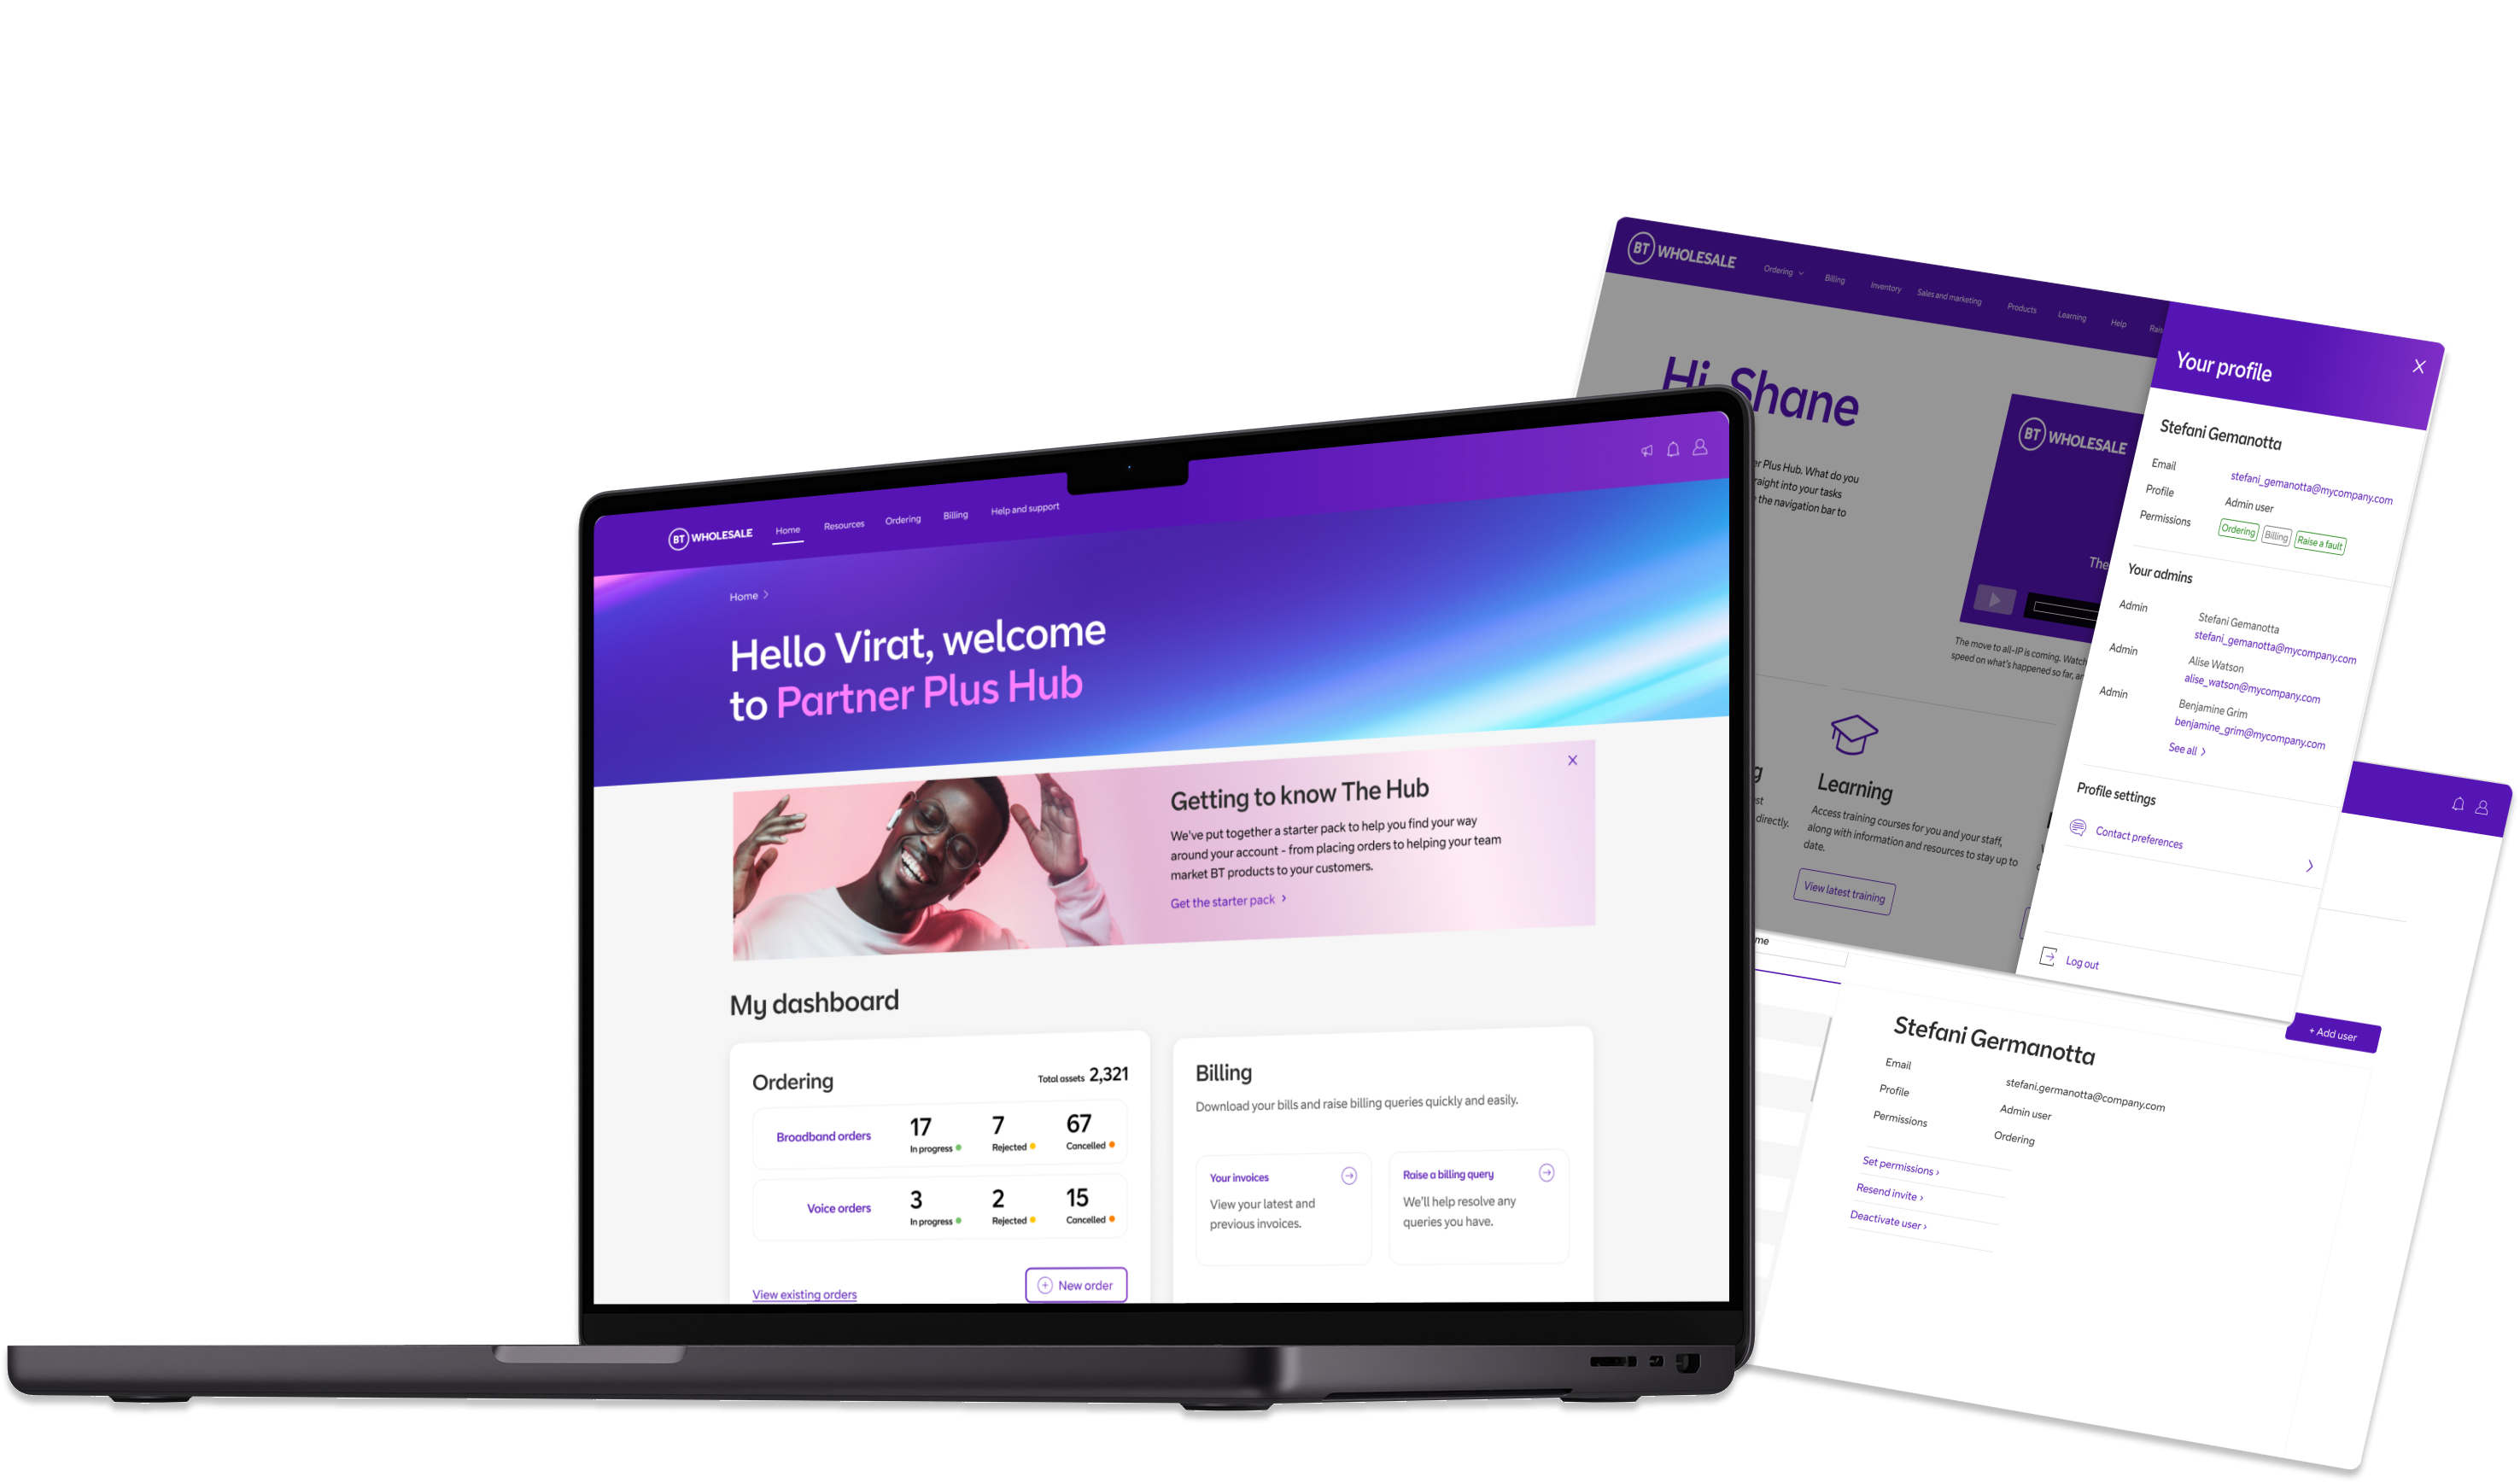 BT WHOLESALE
Home
Resources
Ordering
Billing
Help and support
Home
Hello Virat, welcome
to Partner Plus Hub
Getting to know The Hub
We've put together a starter pack to help you find your way
around your account - from placing orders to helping your team
market BT products to your customers.
Get the starter pack
My dashboard
Ordering
Total assets 2,321
Broadband orders
17
In progress
7
Rejected
67
Cancelled
Voice orders
3
In progress
2
Rejected
15
Cancelled
View existing orders
New order
Billing
Download your bills and raise billing queries quickly and easily.
Your invoices
View your latest and
previous invoices.
Raise a billing query
We'll help resolve any
queries you have.
BT WHOLESALE
Ordering
Billing
Inventory
Sales and marketing
Products
Learning
Help
Hi, Shane
Plus Hub. What do you
into your tasks
the navigation bar to
BT WHOLESALE
The
The move to all-IP is coming. Watch
speed on what's happened so far,
directly.
Learning
Access training courses for you and your staff,
along with information and resources to stay up to
date.
View latest training
Your profile
Stefani Gemanotta
Email
stefani_gemanotta@mycompany.com
Profile
Admin user
Permissions
Ordering
Billing
Raise a fault
Your admins
Admin
Stefani Gemanotta
stefani_gemanotta@mycompany.com
Admin
Alise Watson
alise_watson@mycompany.com
Admin
Benjamine Grim
benjamine_grim@mycompany.com
See all
Profile settings
Contact preferences
Log out
+ Add user
Stefani Germanotta
Email
stefani.germanotta@company.com
Profile
Admin user
Permissions
Ordering
Set permissions
Resend invite
Deactivate user